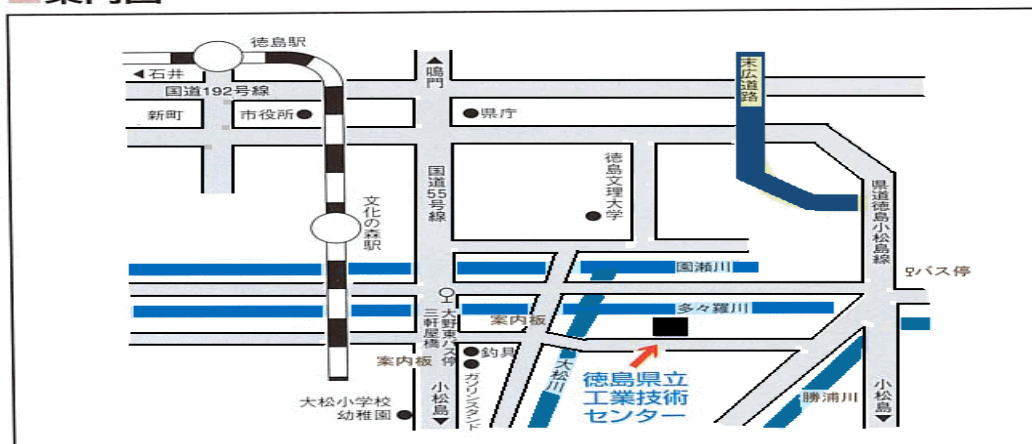 案内図
徳島駅
石井
国道192号線
鳴門
末広道路
新町
市役所
県庁
国道55号線
徳島文理大学
文化の森駅
県道徳島小松島線
園瀬川
バス停
多々羅川
案内板
大野東バス停
三軒屋橋
案内板
釣具
ガソリンスタンド
大松川
徳島県立
工業技術
センター
小松島
勝浦川
小松島
大松小学校
幼稚園